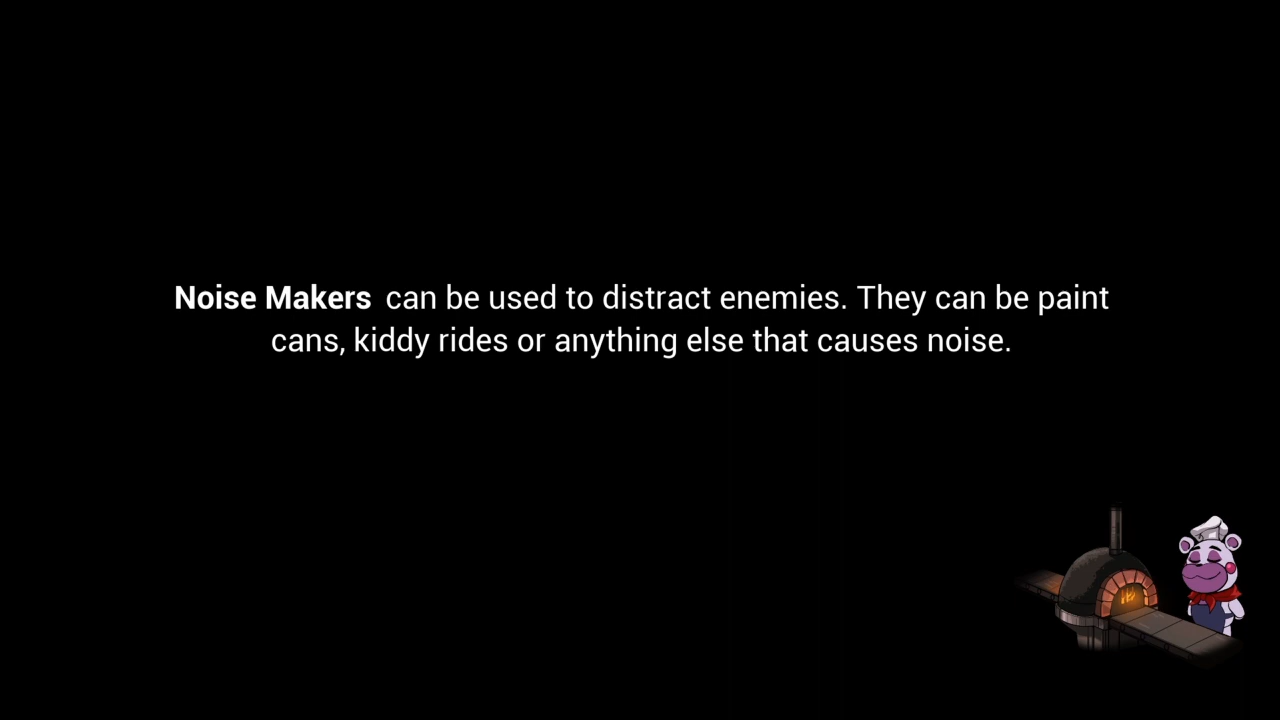 Noise Makers can be used to distract enemies. They can be paint
cans, kiddy rides or anything else that causes noise.